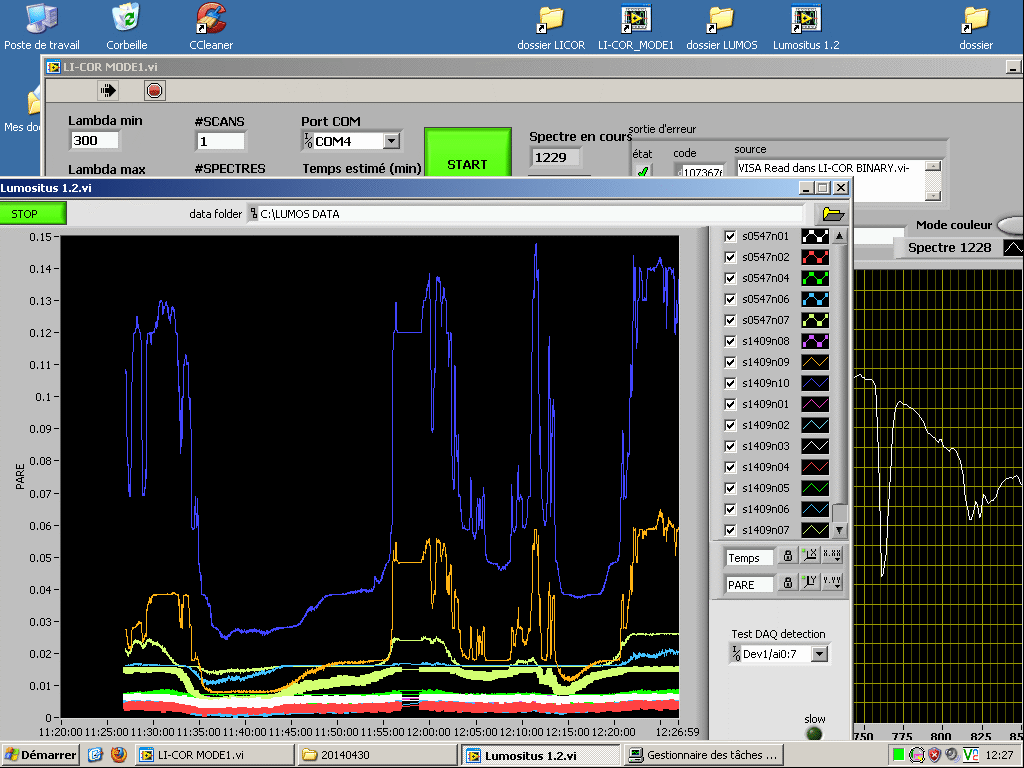 Poste de travail
Corbeille
CCleaner
dossier LICOR
LI-COR_MODE1
dossier LUMOS
Lumositus 1.2
dossier
Mes do
LI-COR MODE1.vi
Lambda min
300
Lambda max
#SCANS
1
#SPECTRES
Port COM
COM4
Temps estimé (min)
START
Spectre en cours
1229
sortie d'erreur
état
code
107367
source
VISA Read dans LI-COR BINARY.vi-
Mode couleur
Spectre 1228
Lumositus 1.2.vi
STOP
data folder
C:\LUMOS DATA
0.15
0.14
0.13
0.12
0.11
0.1
0.09
0.08
0.07
0.06
0.05
0.04
0.03
0.02
0.01
0
PARE
11:20:00 11:25:00 11:30:00 11:35:00 11:40:00 11:45:00 11:50:00 11:55:00 12:00:00 12:05:00 12:10:00 12:15:00 12:20:00 12:26:59
s0547n01
s0547n02
s0547n04
s0547n06
s0547n07
s1409n08
s1409n09
s1409n10
s1409n01
s1409n02
s1409n03
s1409n04
s1409n05
s1409n06
s1409n07
Temps
X.XX
PARE
Y.YY
Test DAQ detection
Dev1/ai0:7
slow
750 775 800 825 85
Démarrer
LI-COR MODE1.vi
20140430
Lumositus 1.2.vi
Gestionnaire des tâches ...
V2
12:27